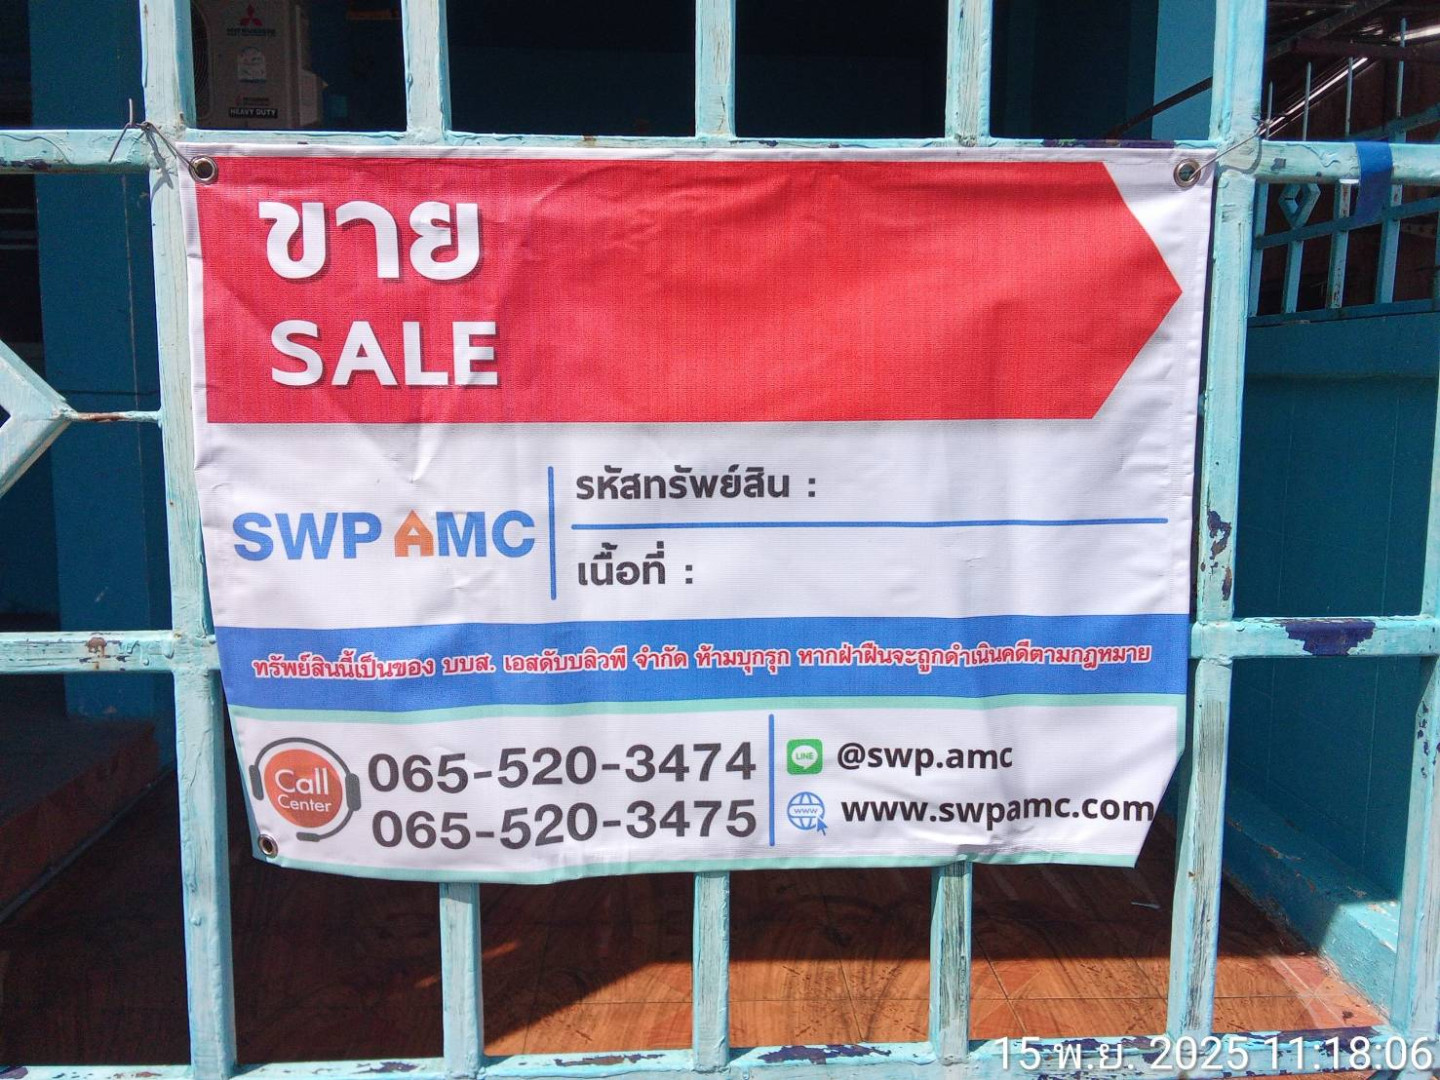 MITSUBISHI
HEAVY DUTY
ขาย
SALE
SWP AMC
รหัสทรัพย์สิน :
เนื้อที่ :
ทรัพย์สินนี้เป็นของ บบส. เอสดับบลิวพี จำกัด ห้ามบุกรุก หากฝ่าฝืนจะถูกดำเนินคดีตามกฎหมาย
Call
Center
065-520-3474
065-520-3475
LINE
@swp.amc
www
www.swpamc.com
15 พ.ย. 2025 11:18:06